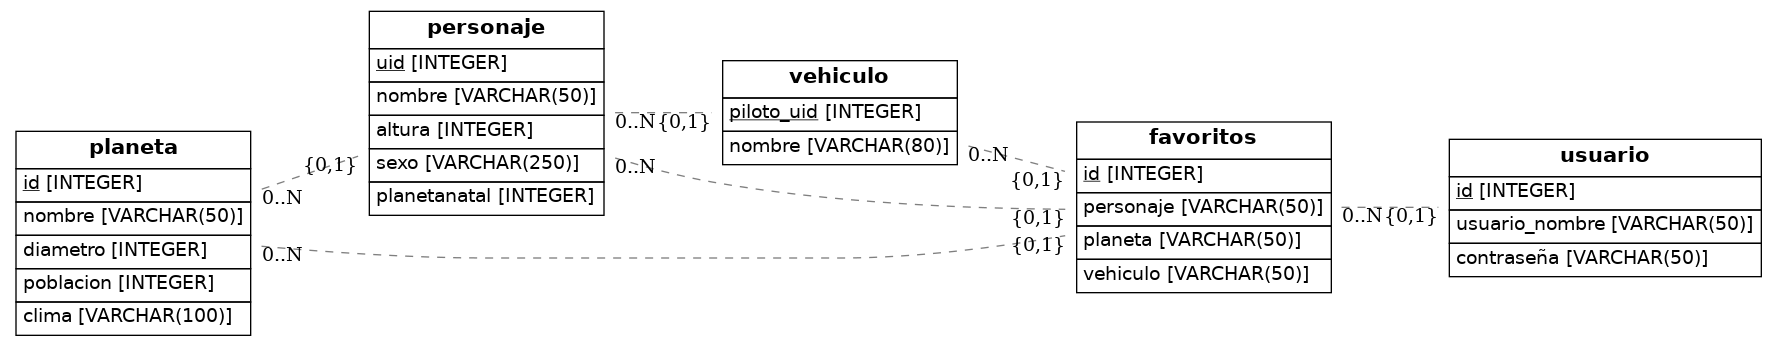 planeta
id [INTEGER]
nombre [VARCHAR(50)]
diametro [INTEGER]
poblacion [INTEGER]
clima [VARCHAR(100)]
{0,1}
0..N
0..N
personaje
uid [INTEGER]
nombre [VARCHAR(50)]
altura [INTEGER]
sexo [VARCHAR(250)]
planetanatal [INTEGER]
0..N {0,1}
0..N
vehiculo
piloto_uid [INTEGER]
nombre [VARCHAR(80)]
0..N
{0,1}
{0,1}
{0,1}
favoritos
id [INTEGER]
personaje [VARCHAR(50)]
planeta [VARCHAR(50)]
vehiculo [VARCHAR(50)]
0..N {0,1}
usuario
id [INTEGER]
usuario_nombre [VARCHAR(50)]
contraseña [VARCHAR(50)]